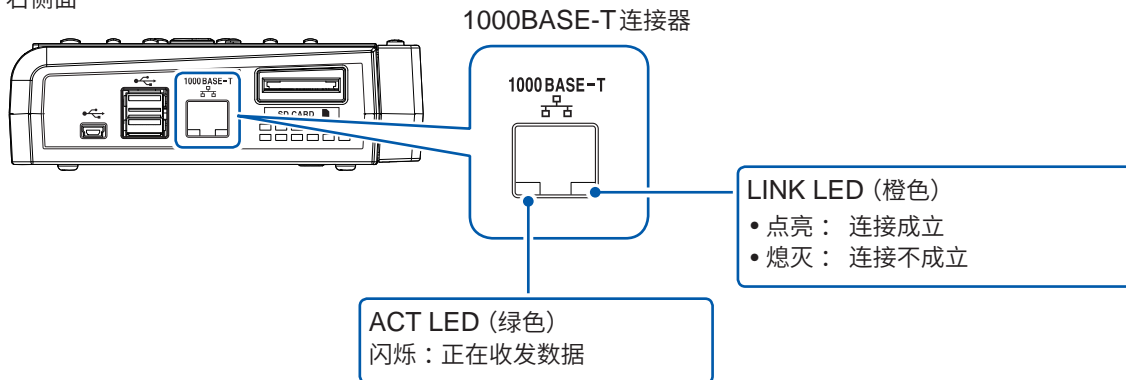 右侧面
1000BASE-T连接器
1000 BASE-T
SD CARD
1000 BASE-T
LINK LED（橙色）
• 点亮： 连接成立
• 熄灭： 连接不成立
ACT LED（绿色）
闪烁：正在收发数据